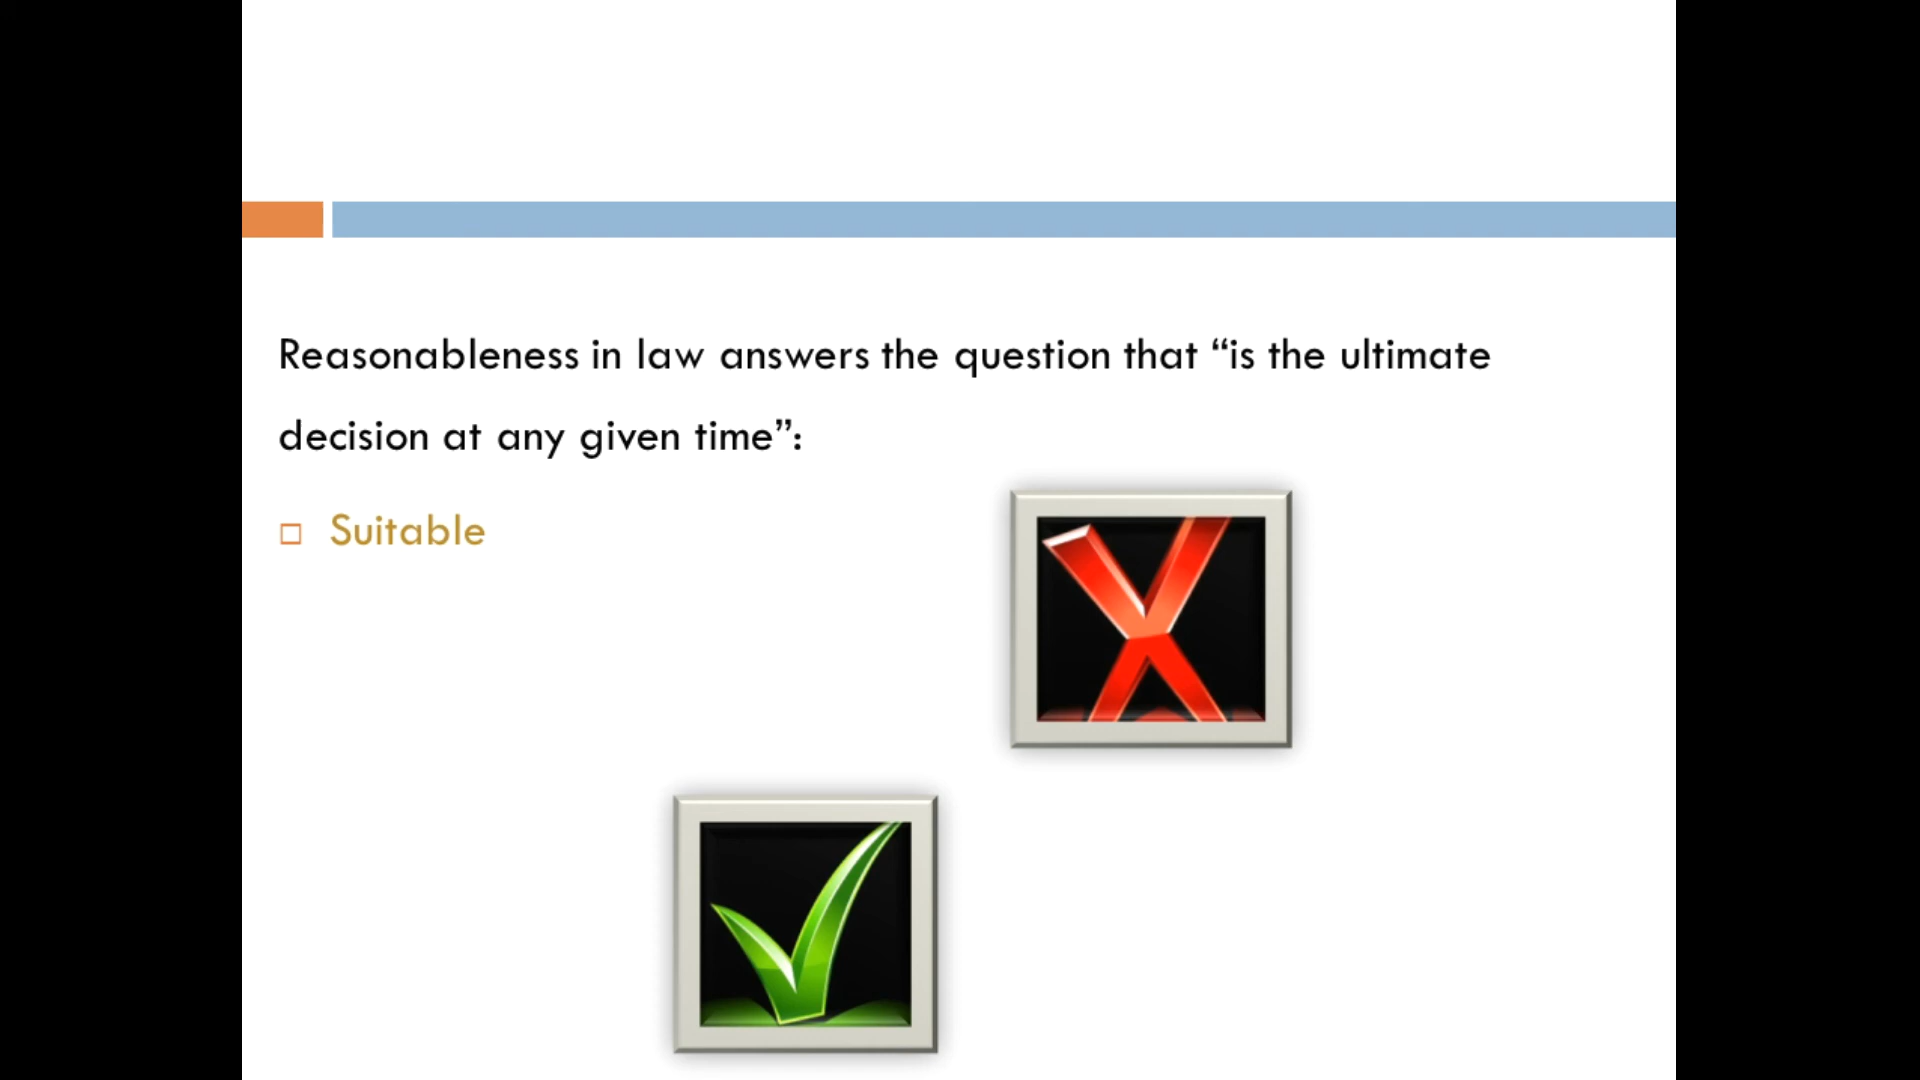 Reasonableness in law answers the question that “is the ultimate
decision at any given time”:
Suitable